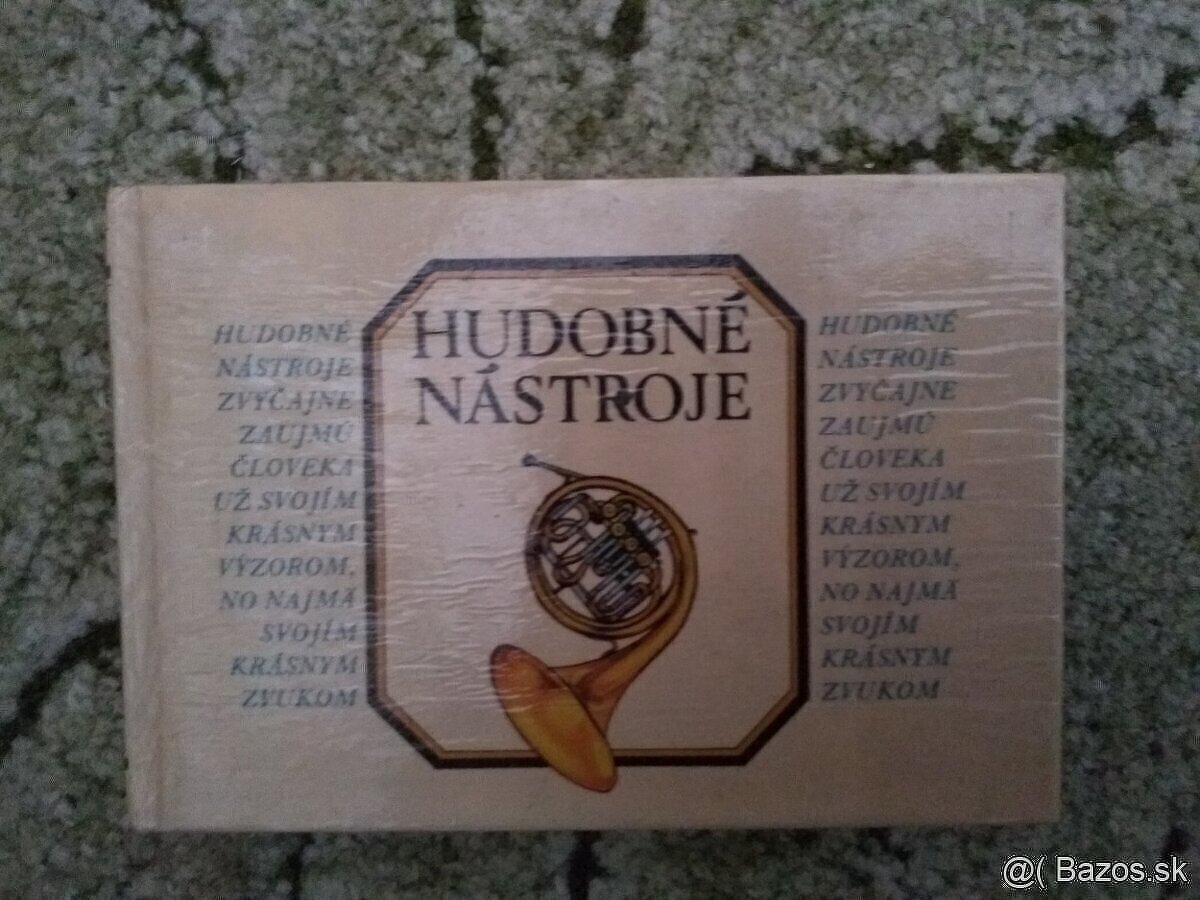 HUDOBNÉ
NÁSTROJE
HUDOBNÉ
NÁSTROJE
ZVYČAJNE
ZAUJMÚ
ČLOVEKA
UŽ SVOJÍM
KRÁSNYM
VÝZOROM,
NO NAJMÄ
SVOJÍM
KRÁSNYM
ZVUKOM
HUDOBNÉ
NÁSTROJE
ZVYČAJNE
ZAUJMÚ
ČLOVEKA
UŽ SVOJÍM
KRÁSNYM
VÝZOROM,
NO NAJMÄ
SVOJÍM
KRÁSNYM
ZVUKOM
@( Bazos.sk